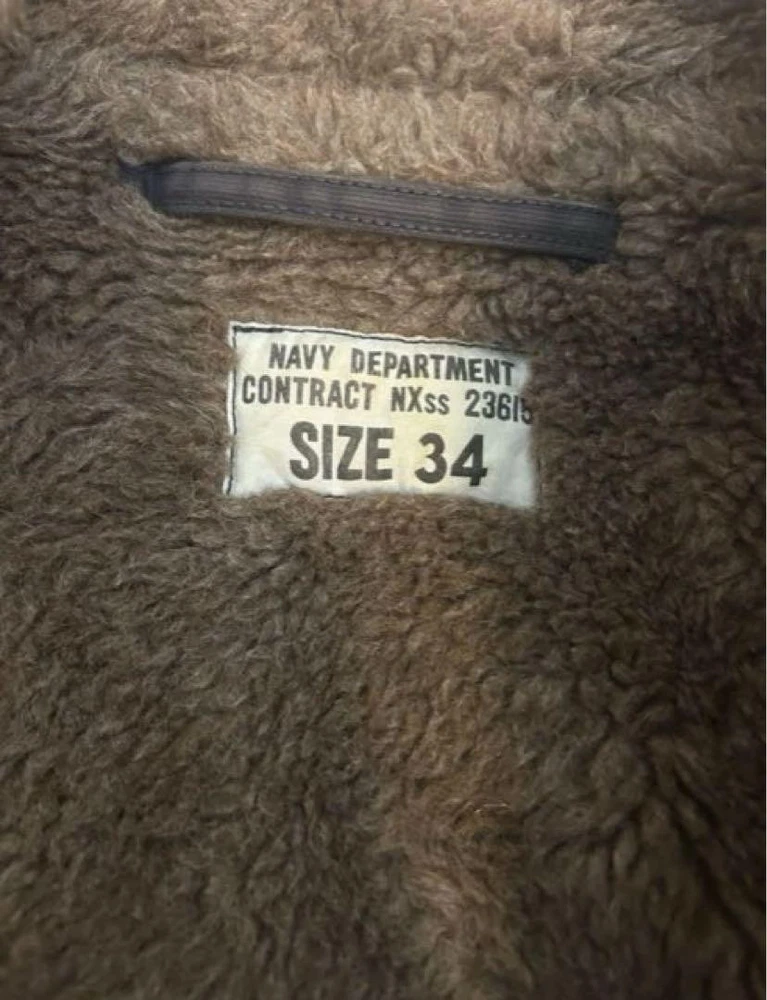 NAVY DEPARTMENT
CONTRACT NXss 23615
SIZE 34